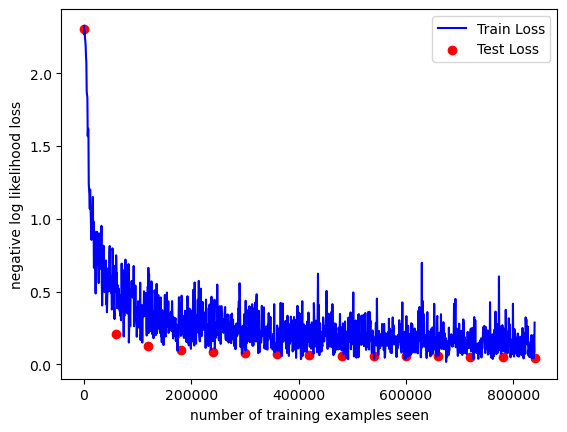 Train Loss
Test Loss
2.0
1.5
1.0
0.5
0.0
negative log likelihood loss
0
200000
400000
600000
800000
number of training examples seen